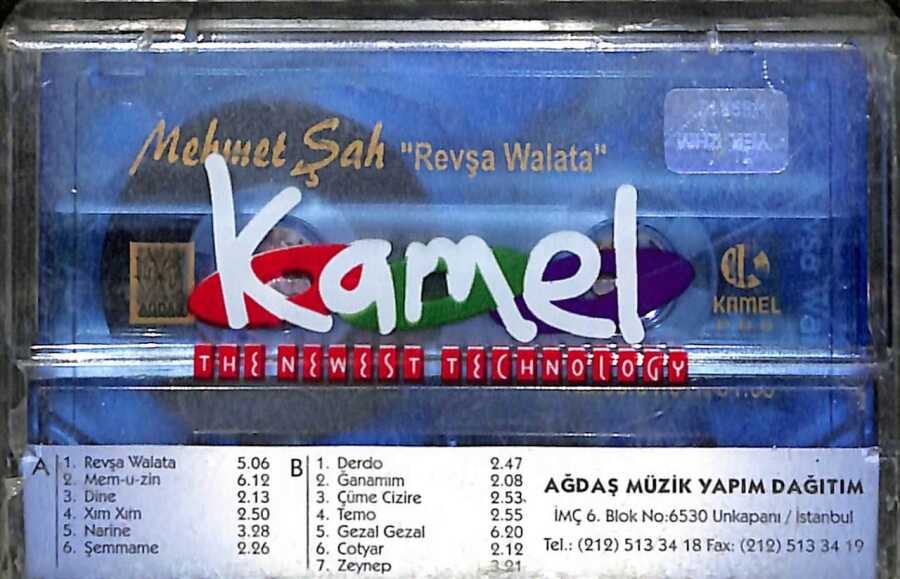 Mehmet Şah "Revşa Walata"
Kamel
AĞDAŞ
KAMEL
THE NEWEST TECHNOLOGY
A
1. Revşa Walata 5.06
2. Mem-u-zin 6.12
3. Dine 2.13
4. Xım Xım 2.50
5. Narine 3.28
6. Şemmame 2.26
B
1. Derdo 2.47
2. Ganamım 2.08
3. Çüme Cizire 2.53
4. Temo 2.55
5. Gezal Gezal 6.20
6. Cotyar 2.12
7. Zeynep 3.21
AĞDAŞ MÜZİK YAPIM DAĞITIM
İMÇ 6. Blok No:6530 Unkapanı / İstanbul
Tel.: (212) 513 34 18 Fax: (212) 513 34 19